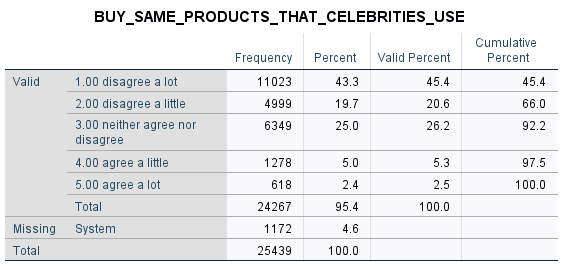 BUY_SAME_PRODUCTS_THAT_CELEBRITIES_USE
Frequency Percent Valid Percent Cumulative Percent
Valid 1.00 disagree a lot 11023 43.3 45.4 45.4
2.00 disagree a little 4999 19.7 20.6 66.0
3.00 neither agree nor disagree 6349 25.0 26.2 92.2
4.00 agree a little 1278 5.0 5.3 97.5
5.00 agree a lot 618 2.4 2.5 100.0
Total 24267 95.4 100.0
Missing System 1172 4.6
Total 25439 100.0